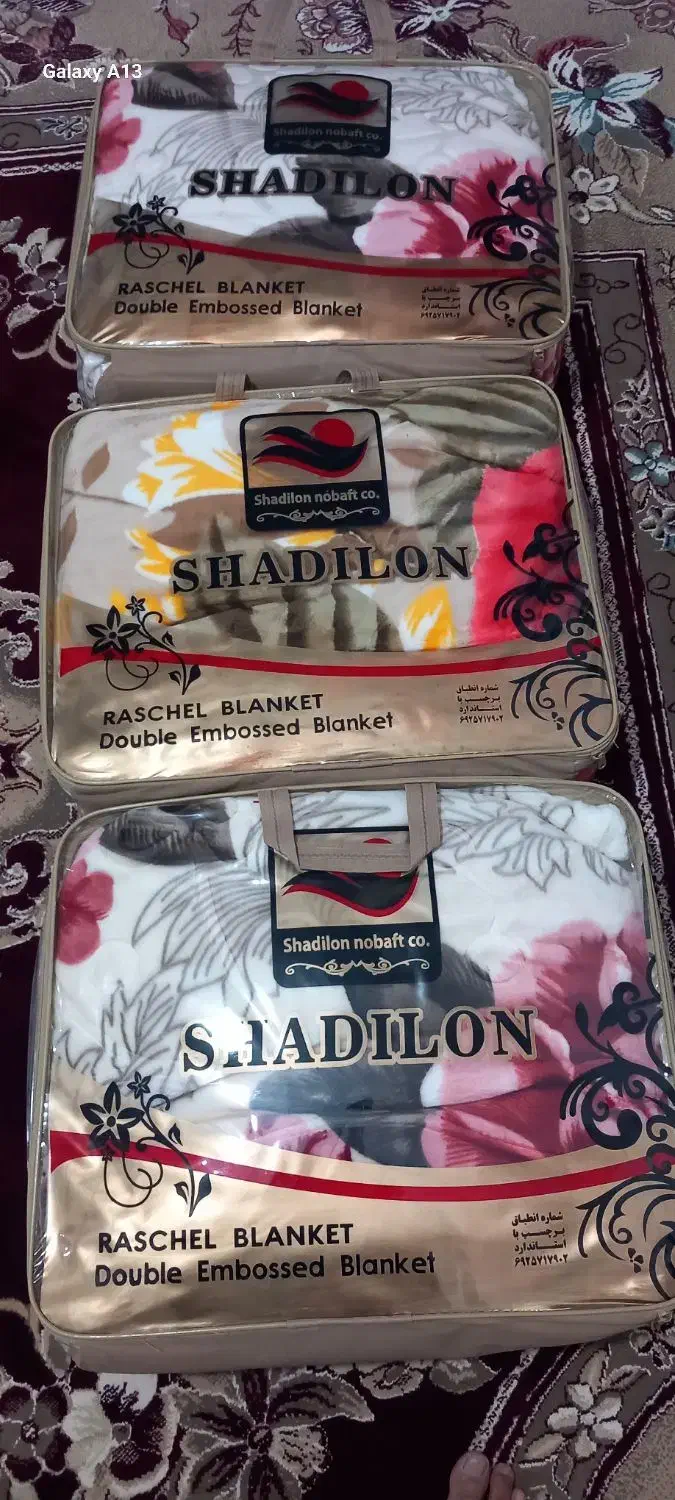 Galaxy A13
Shadilon nobaft co.
SHADILON
RASCHEL BLANKET
Double Embossed Blanket
شماره انطباق
برچسب با
استاندارد
۶۹۲۵۷۱۷۹۰۲
Shadilon nobaft co.
SHADILON
RASCHEL BLANKET
Double Embossed Blanket
شماره انطباق
برچسب با
استاندارد
۶۹۲۵۷۱۷۹۰۲
Shadilon nobaft co.
SHADILON
RASCHEL BLANKET
Double Embossed Blanket
شماره انطباق
برچسب با
استاندارد
۶۹۲۵۷۱۷۹۰۲